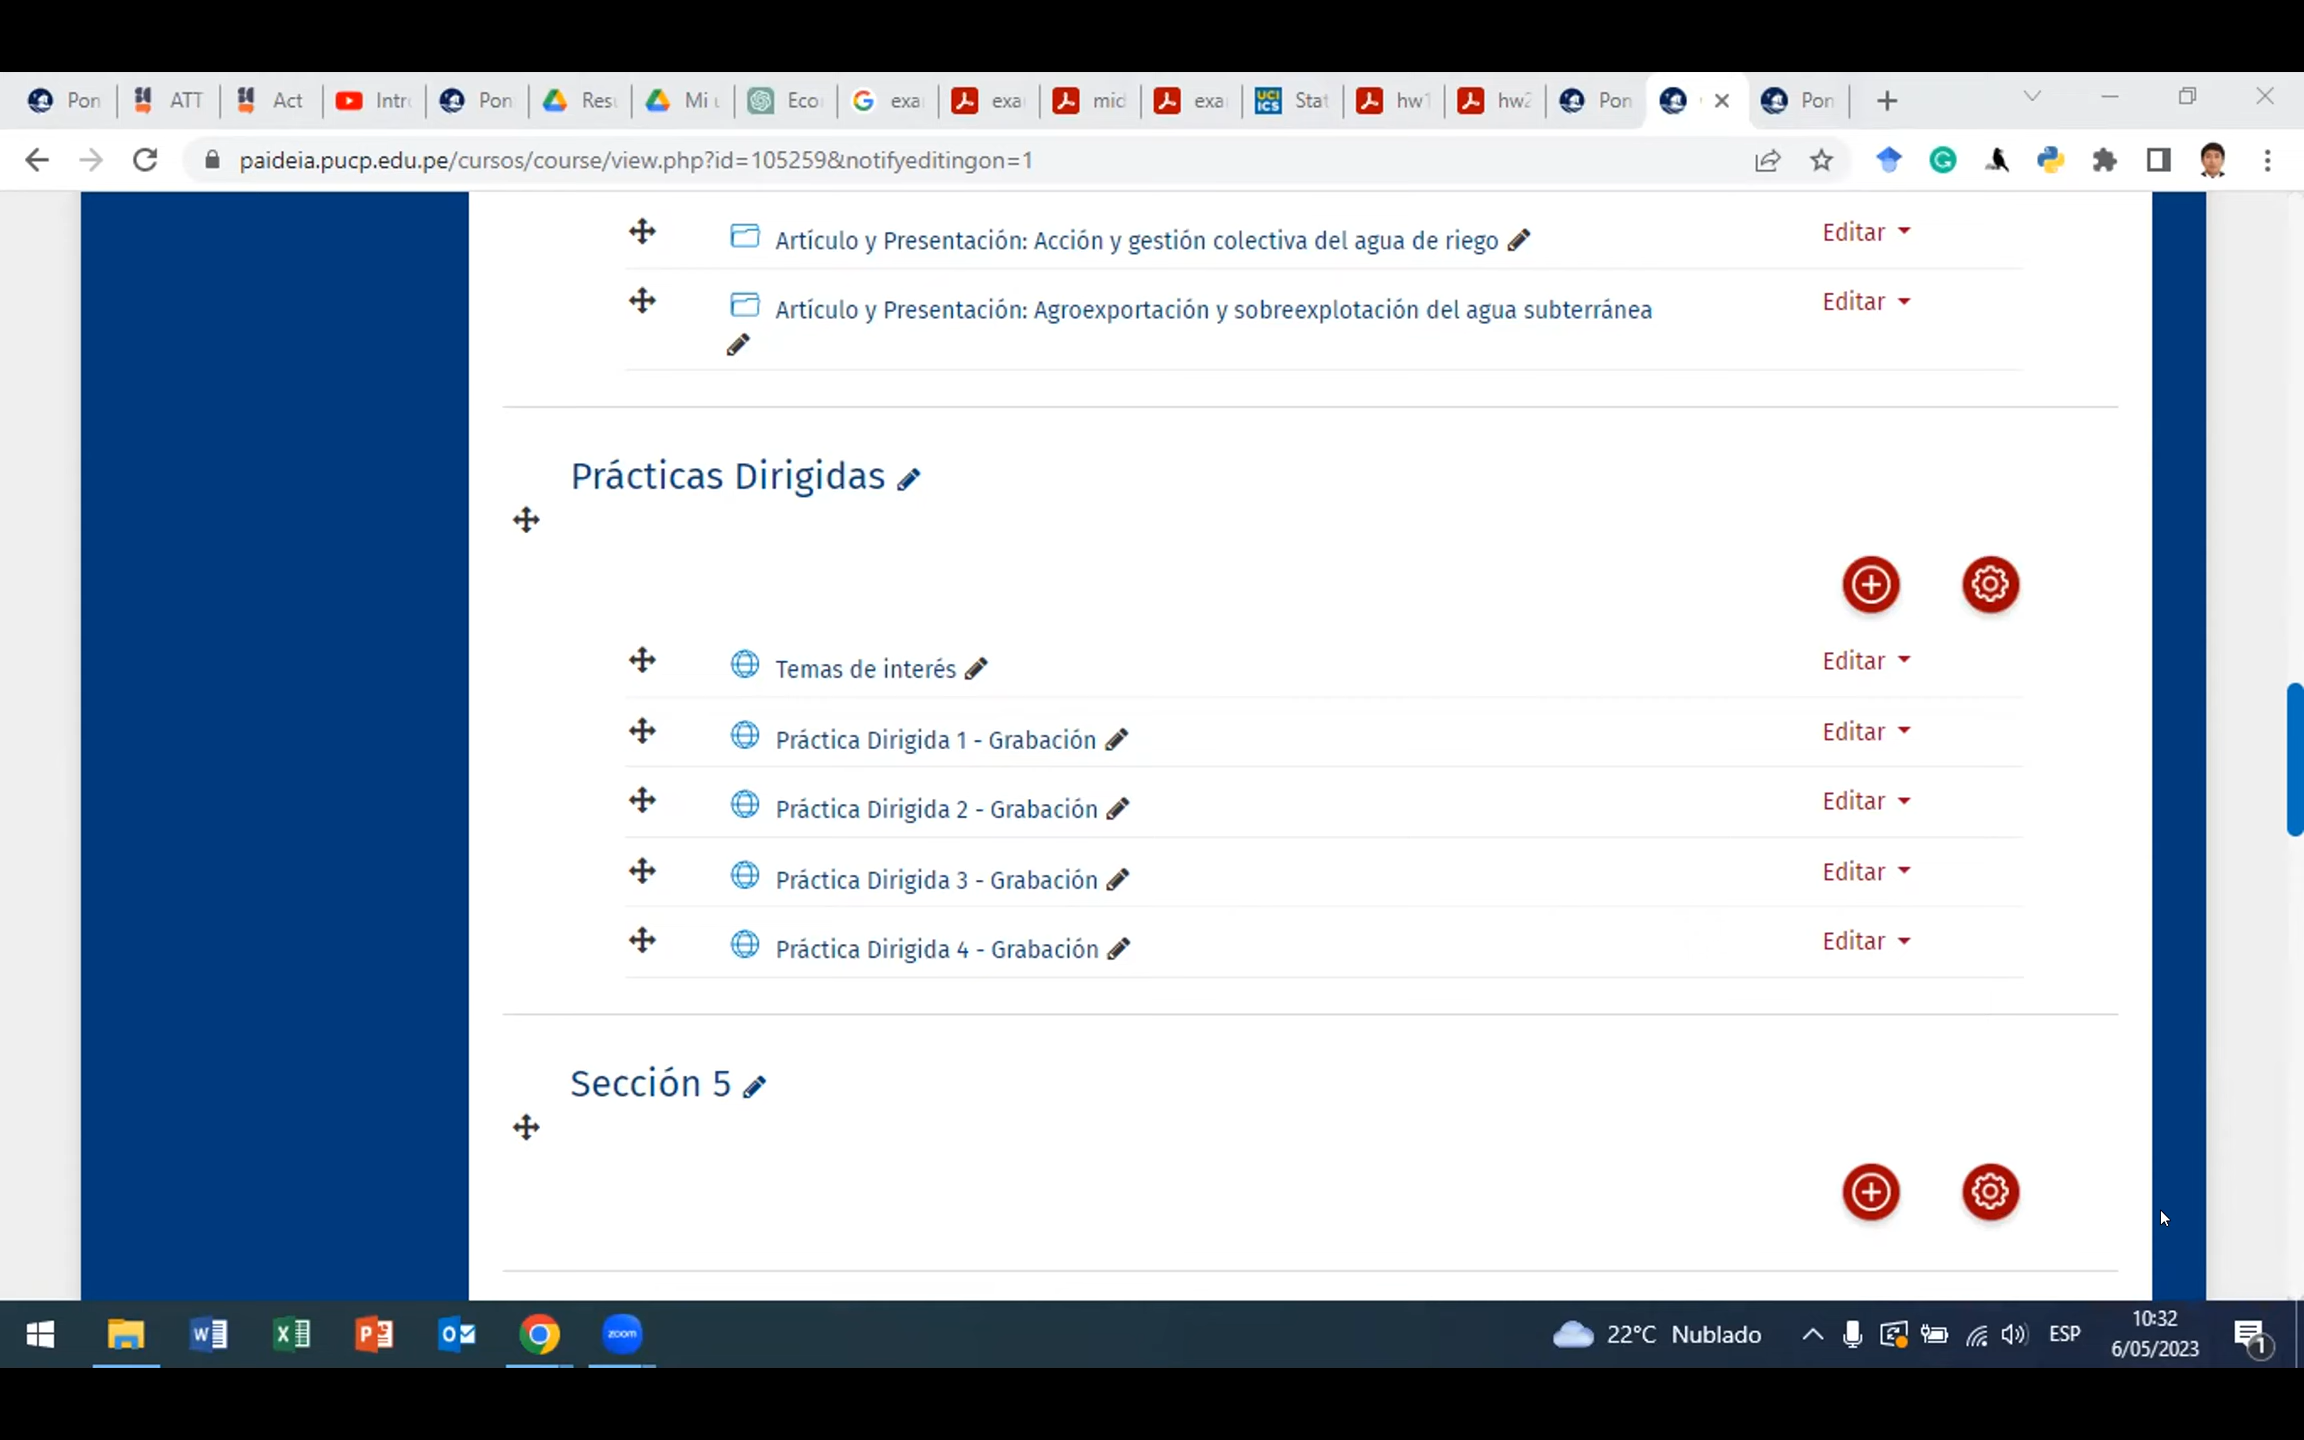 Pon
ATT
Act
Intr
Pon
Res
Mi u
Eco
exa
exa
mid
exa
Stat
hw1
hw2
Pon
Pon
paideia.pucp.edu.pe/cursos/course/view.php?id=105259&notifyeditingon=1
Artículo y Presentación: Acción y gestión colectiva del agua de riego
Editar
Artículo y Presentación: Agroexportación y sobreexplotación del agua subterránea
Editar
Prácticas Dirigidas
Temas de interés
Editar
Práctica Dirigida 1 - Grabación
Editar
Práctica Dirigida 2 - Grabación
Editar
Práctica Dirigida 3 - Grabación
Editar
Práctica Dirigida 4 - Grabación
Editar
Sección 5
zoom
22°C Nublado
ESP
10:32
6/05/2023
1